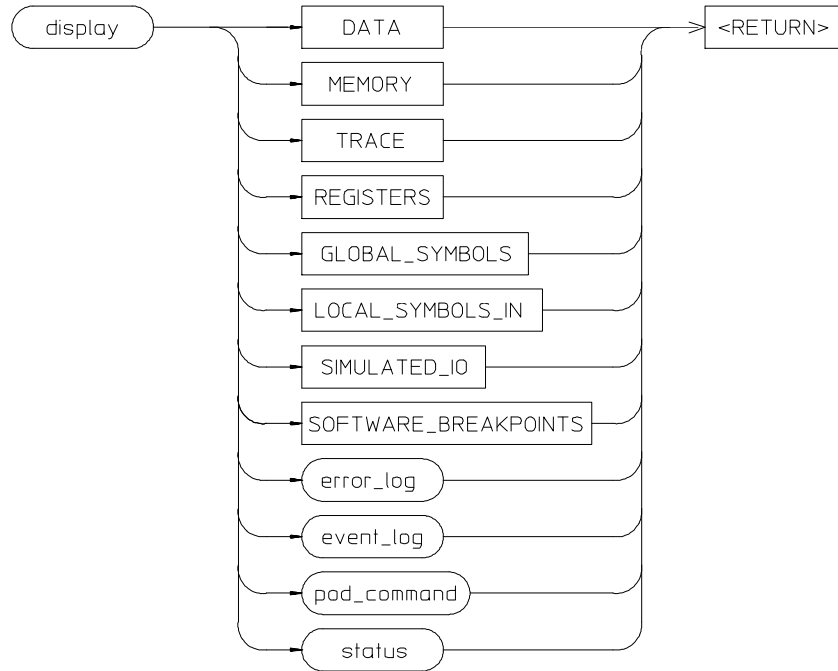 display
DATA
<RETURN>
MEMORY
TRACE
REGISTERS
GLOBAL_SYMBOLS
LOCAL_SYMBOLS_IN
SIMULATED_IO
SOFTWARE_BREAKPOINTS
error_log
event_log
pod_command
status